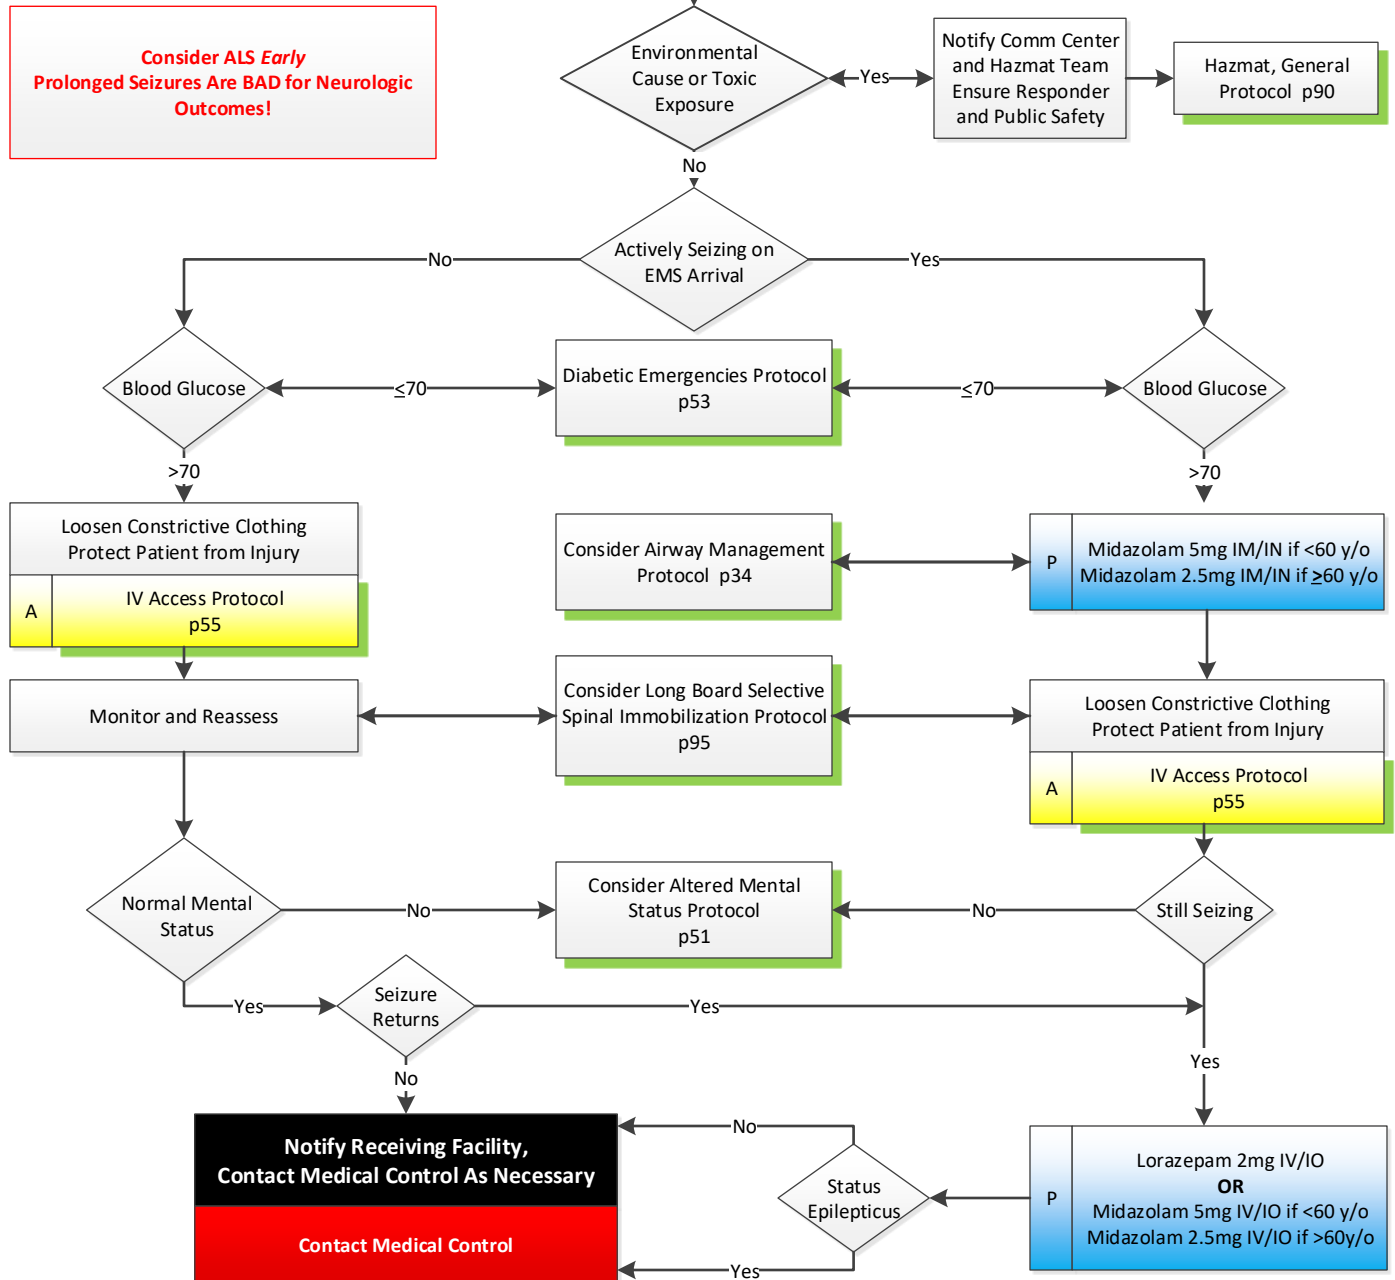 Consider ALS Early
Prolonged Seizures Are BAD for Neurologic
Outcomes!
Environmental
Cause or Toxic
Exposure
Yes
Notify Comm Center
and Hazmat Team
Ensure Responder
and Public Safety
Hazmat, General
Protocol p90
No
Actively Seizing on
EMS Arrival
No
Yes
Blood Glucose
≤70
Diabetic Emergencies Protocol
p53
≤70
Blood Glucose
>70
>70
Loosen Constrictive Clothing
Protect Patient from Injury
A
IV Access Protocol
p55
Consider Airway Management
Protocol p34
P
Midazolam 5mg IM/IN if <60 y/o
Midazolam 2.5mg IM/IN if ≥60 y/o
Monitor and Reassess
Consider Long Board Selective
Spinal Immobilization Protocol
p95
Loosen Constrictive Clothing
Protect Patient from Injury
A
IV Access Protocol
p55
Normal Mental
Status
No
Consider Altered Mental
Status Protocol
p51
No
Still Seizing
Yes
Seizure
Returns
Yes
Yes
No
Notify Receiving Facility,
Contact Medical Control As Necessary
Contact Medical Control
No
Status
Epilepticus
Yes
P
Lorazepam 2mg IV/IO
OR
Midazolam 5mg IV/IO if <60 y/o
Midazolam 2.5mg IV/IO if >60y/o